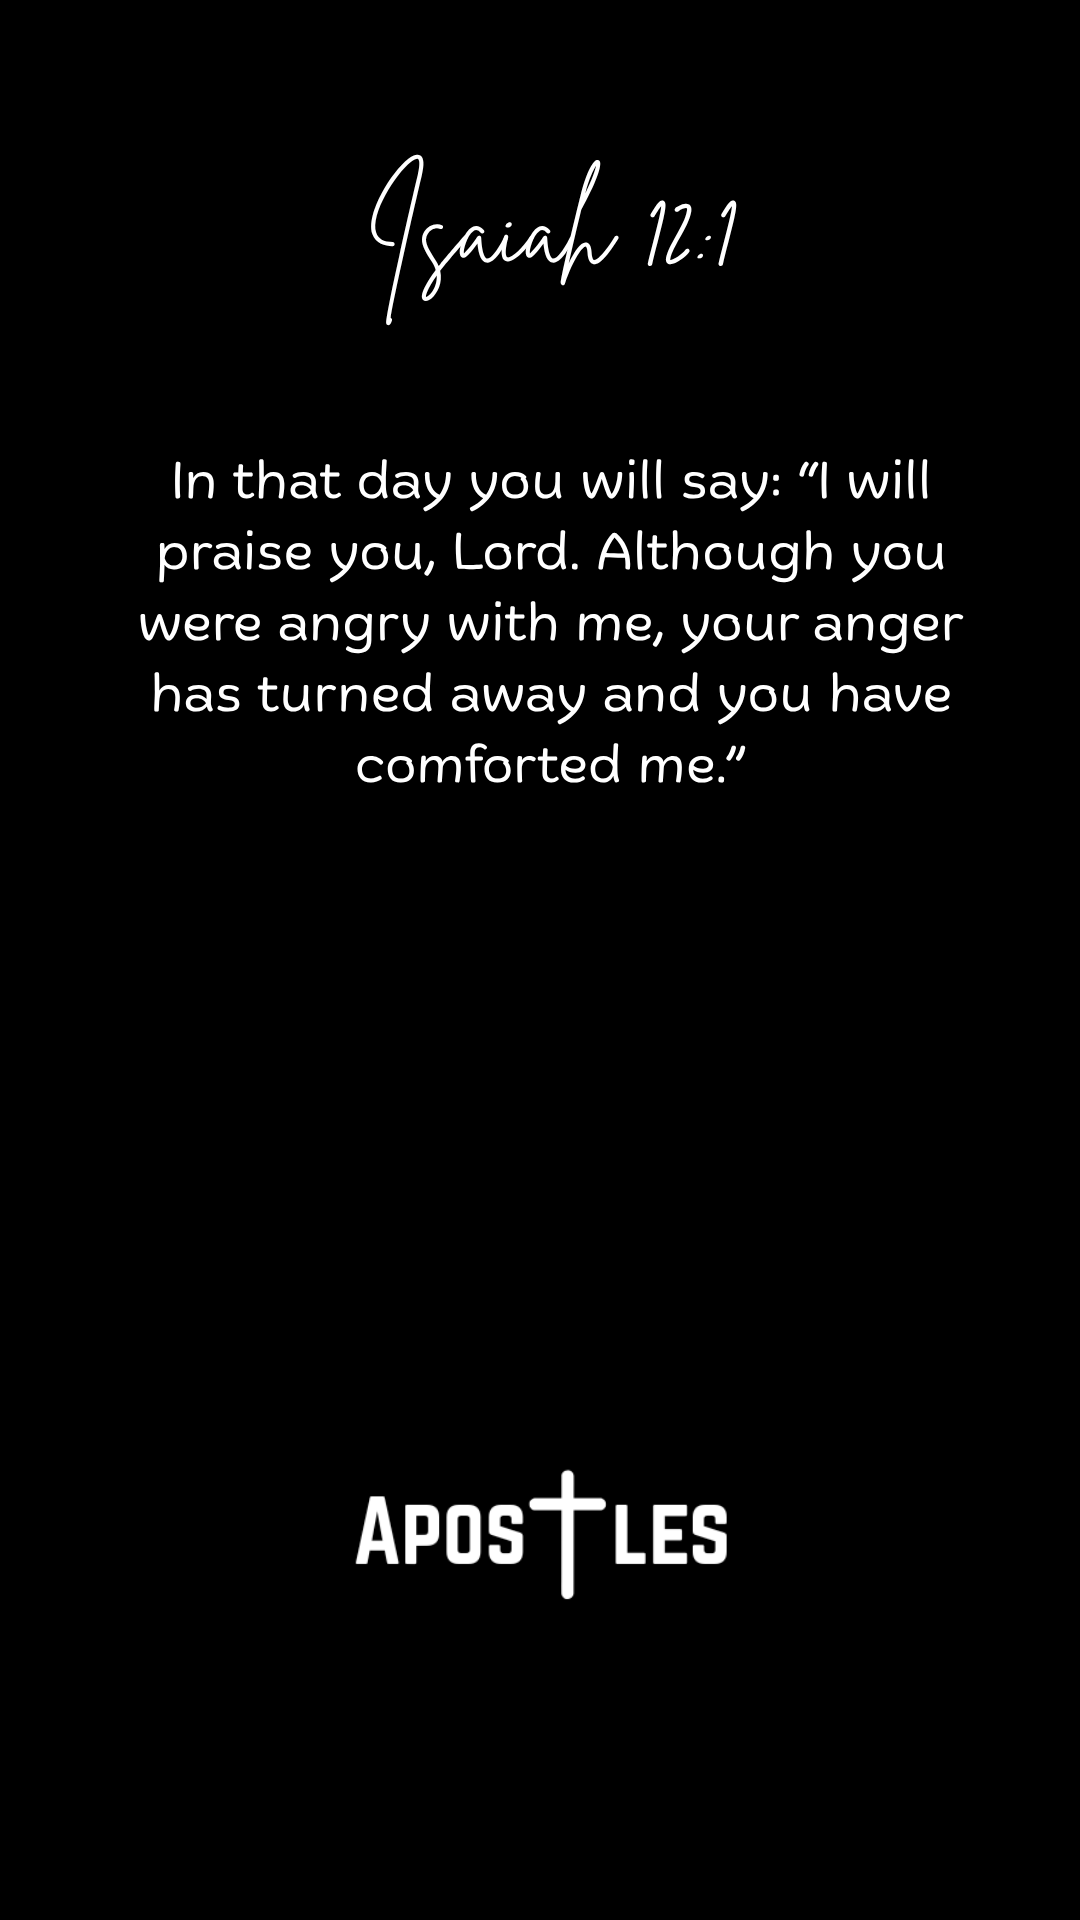 Isaiah 12:1
In that day you will say: “I will
praise you, Lord. Although you
were angry with me, your anger
has turned away and you have
comforted me.”
APOSTLES